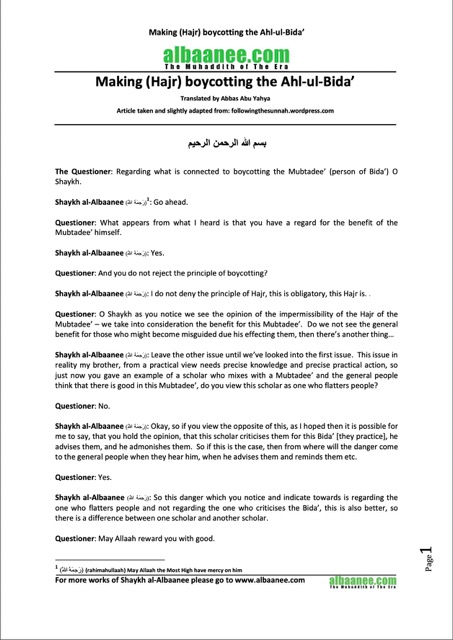 Making (Hajr) boycotting the Ahl-ul-Bida’
albaanee.com
The Muhaddith of The Era
Making (Hajr) boycotting the Ahl-ul-Bida’
Translated by Abbas Abu Yahya
Article taken and slightly adapted from: followingthesunnah.wordpress.com
بسم الله الرحمن الرحيم
The Questioner: Regarding what is connected to boycotting the Mubtadee’ (person of Bida’) O
Shaykh.
Shaykh al-Albaanee (رَحِمَهُ اللهُ)1: Go ahead.
Questioner: What appears from what I heard is that you have a regard for the benefit of the
Mubtadee’ himself.
Shaykh al-Albaanee (رَحِمَهُ اللهُ): Yes.
Questioner: And you do not reject the principle of boycotting?
Shaykh al-Albaanee (رَحِمَهُ اللهُ): I do not deny the principle of Hajr, this is obligatory, this Hajr is. .
Questioner: O Shaykh as you notice we see the opinion of the impermissibility of the Hajr of the
Mubtadee’ – we take into consideration the benefit for this Mubtadee’. Do we not see the general
benefit for those who might become misguided due his effecting them, then there’s another thing…
Shaykh al-Albaanee (رَحِمَهُ اللهُ): Leave the other issue until we’ve looked into the first issue. This issue in
reality my brother, from a practical view needs precise knowledge and precise practical action, so
just now you gave an example of a scholar who mixes with a Mubtadee’ and the general people
think that there is good in this Mubtadee’, do you view this scholar as one who flatters people?
Questioner: No.
Shaykh al-Albaanee (رَحِمَهُ اللهُ): Okay, so if you view the opposite of this, as I hoped then it is possible for
me to say, that you hold the opinion, that this scholar criticises them for this Bida’ [they practice], he
advises them, and he admonishes them. So if this is the case, then from where will the danger come
to the general people when they hear him, when he advises them and reminds them etc.
Questioner: Yes.
Shaykh al-Albaanee (رَحِمَهُ اللهُ): So this danger which you notice and indicate towards is regarding the
one who flatters people and not regarding the one who criticises the Bida’, this is also better, so
there is a difference between one scholar and another scholar.
Questioner: May Allaah reward you with good.
1 (رَحِمَهُ اللهُ) (rahimahullaah) May Allaah the Most High have mercy on him
For more works of Shaykh al-Albaanee please go to www.albaanee.com
albaanee.com
The Muhaddith of The Era
Page1